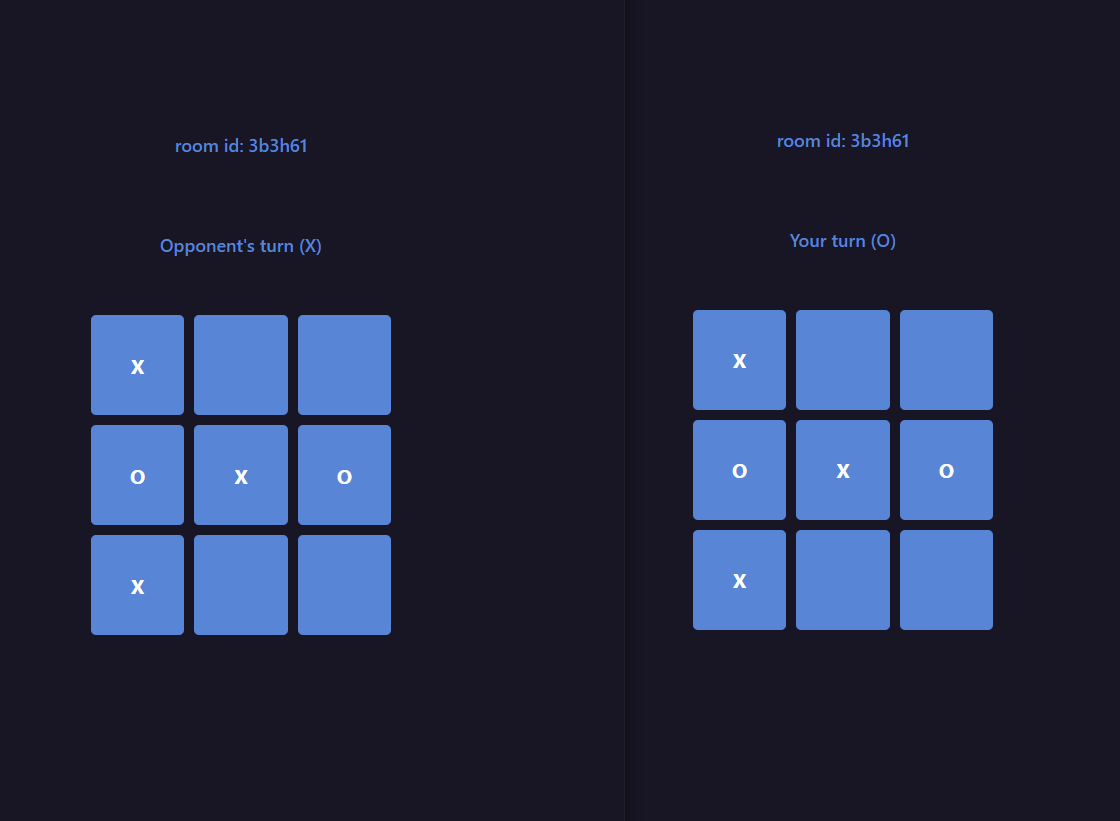 room id: 3b3h61
Opponent's turn (X)
X
O X O
X
room id: 3b3h61
Your turn (O)
X
O X O
X